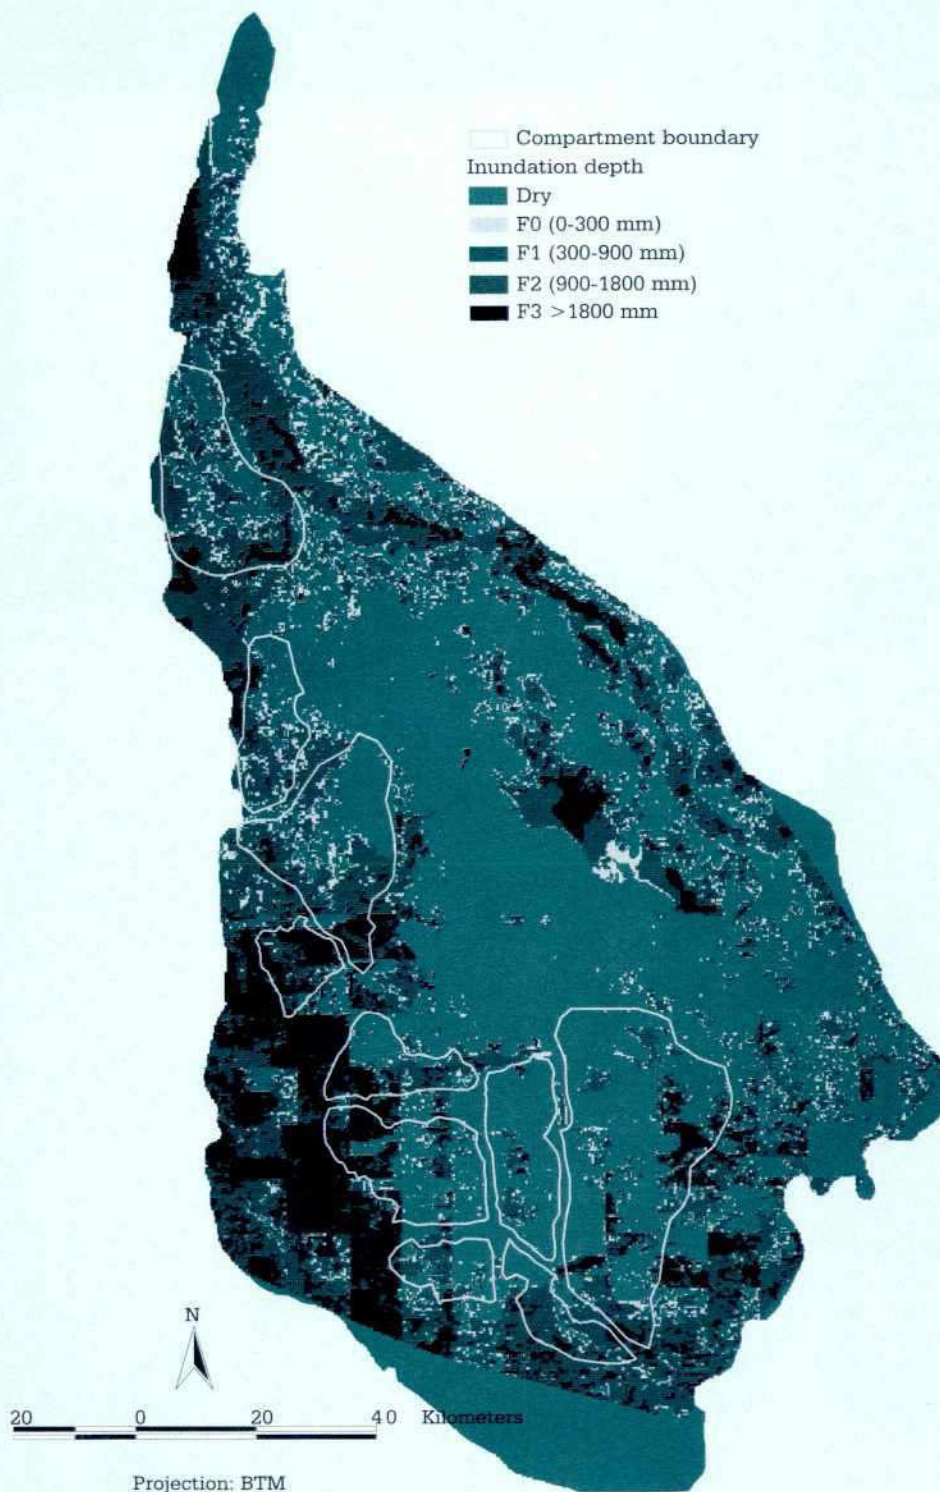 Compartment boundary
Inundation depth
Dry
F0 (0-300 mm)
F1 (300-900 mm)
F2 (900-1800 mm)
F3 >1800 mm
N
20 0 20 40 Kilometers
Projection: BTM